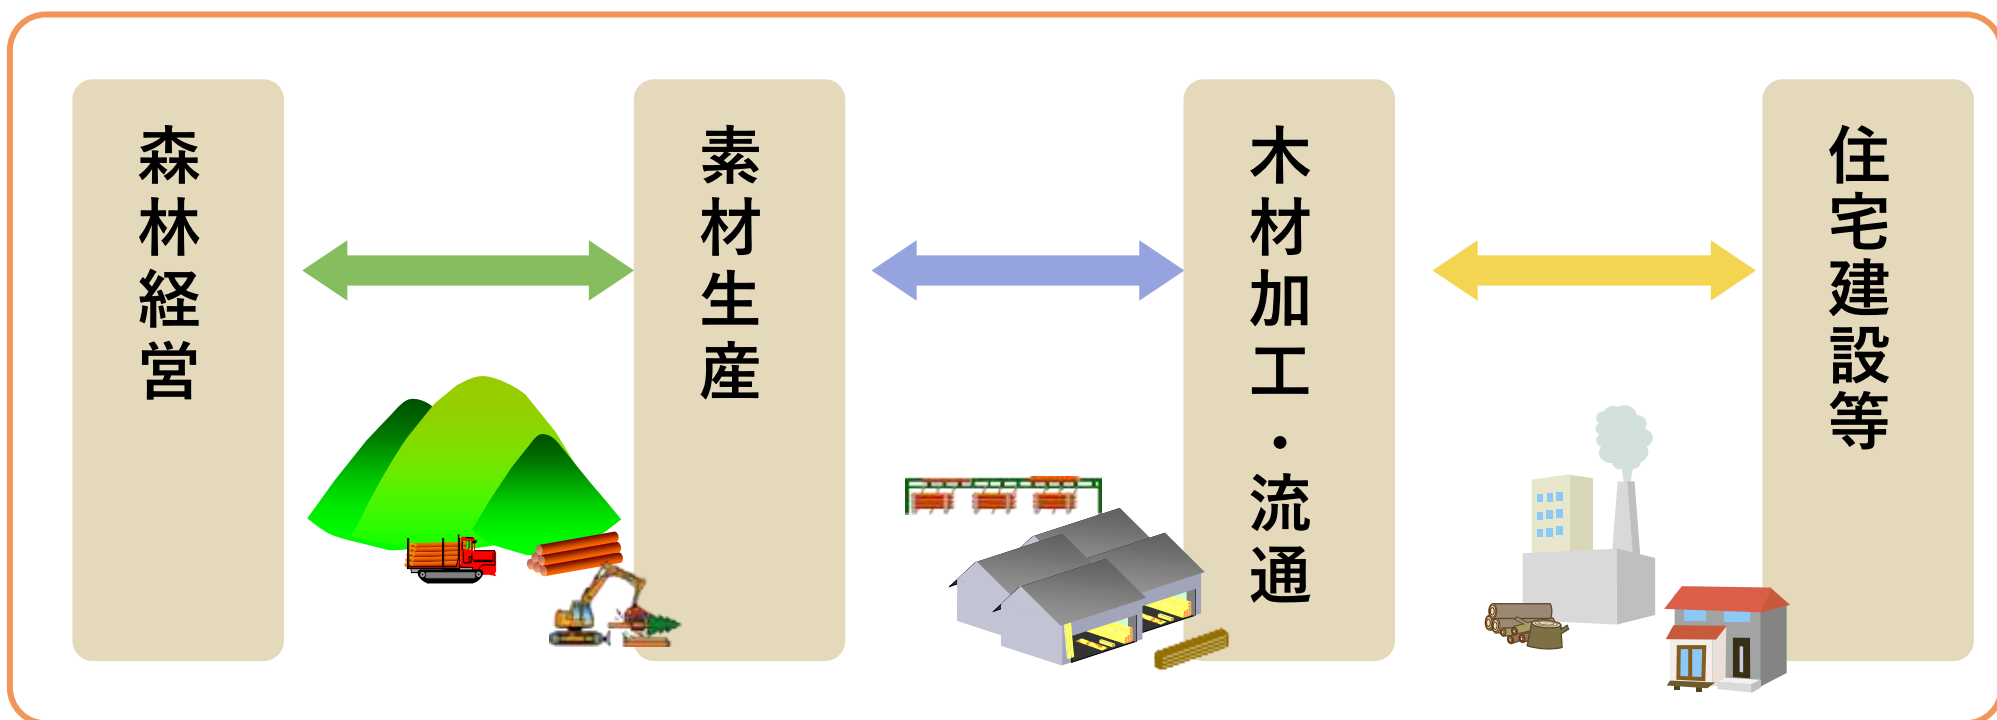 森林経営
素材生産
木材加工・流通
住宅建設等